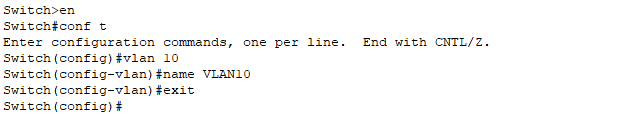 Switch>en
Switch#conf t
Enter configuration commands, one per line.  End with CNTL/Z.
Switch(config)#vlan 10
Switch(config-vlan)#name VLAN10
Switch(config-vlan)#exit
Switch(config)#